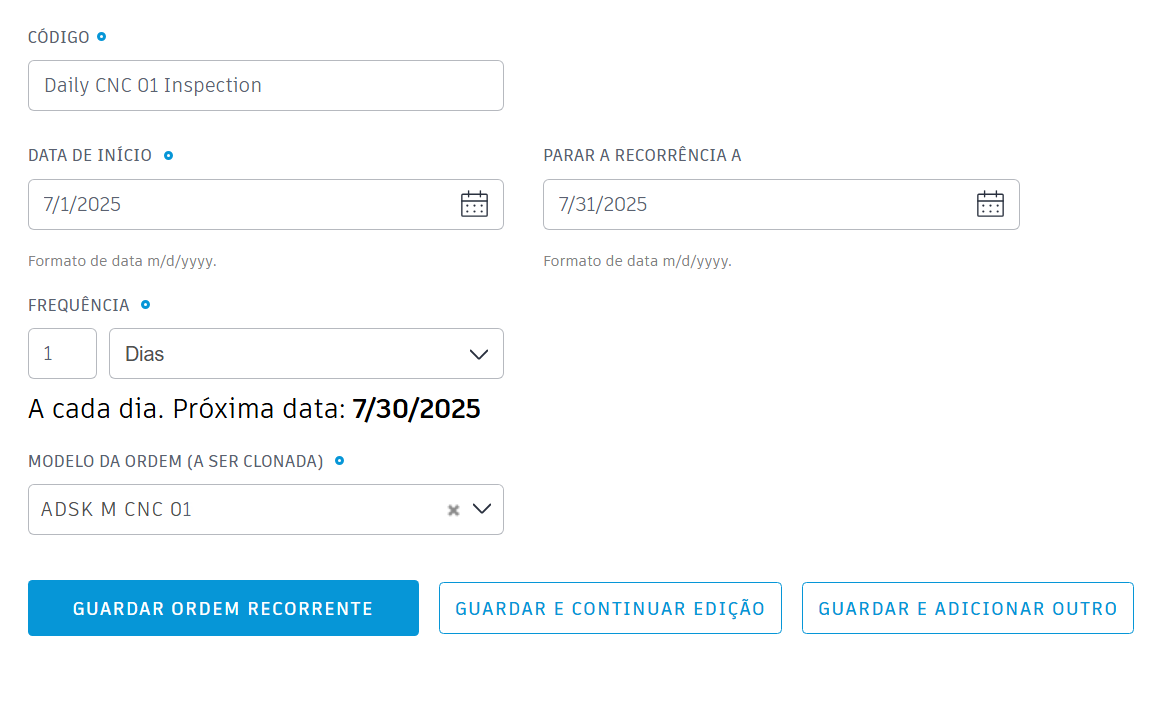 CÓDIGO
Daily CNC 01 Inspection
DATA DE INÍCIO
PARAR A RECORRÊNCIA A
7/1/2025
7/31/2025
Formato de data m/d/yyyy.
Formato de data m/d/yyyy.
FREQUÊNCIA
1
Dias
A cada dia. Próxima data: 7/30/2025
MODELO DA ORDEM (A SER CLONADA)
ADSK M CNC 01
GUARDAR ORDEM RECORRENTE
GUARDAR E CONTINUAR EDIÇÃO
GUARDAR E ADICIONAR OUTRO